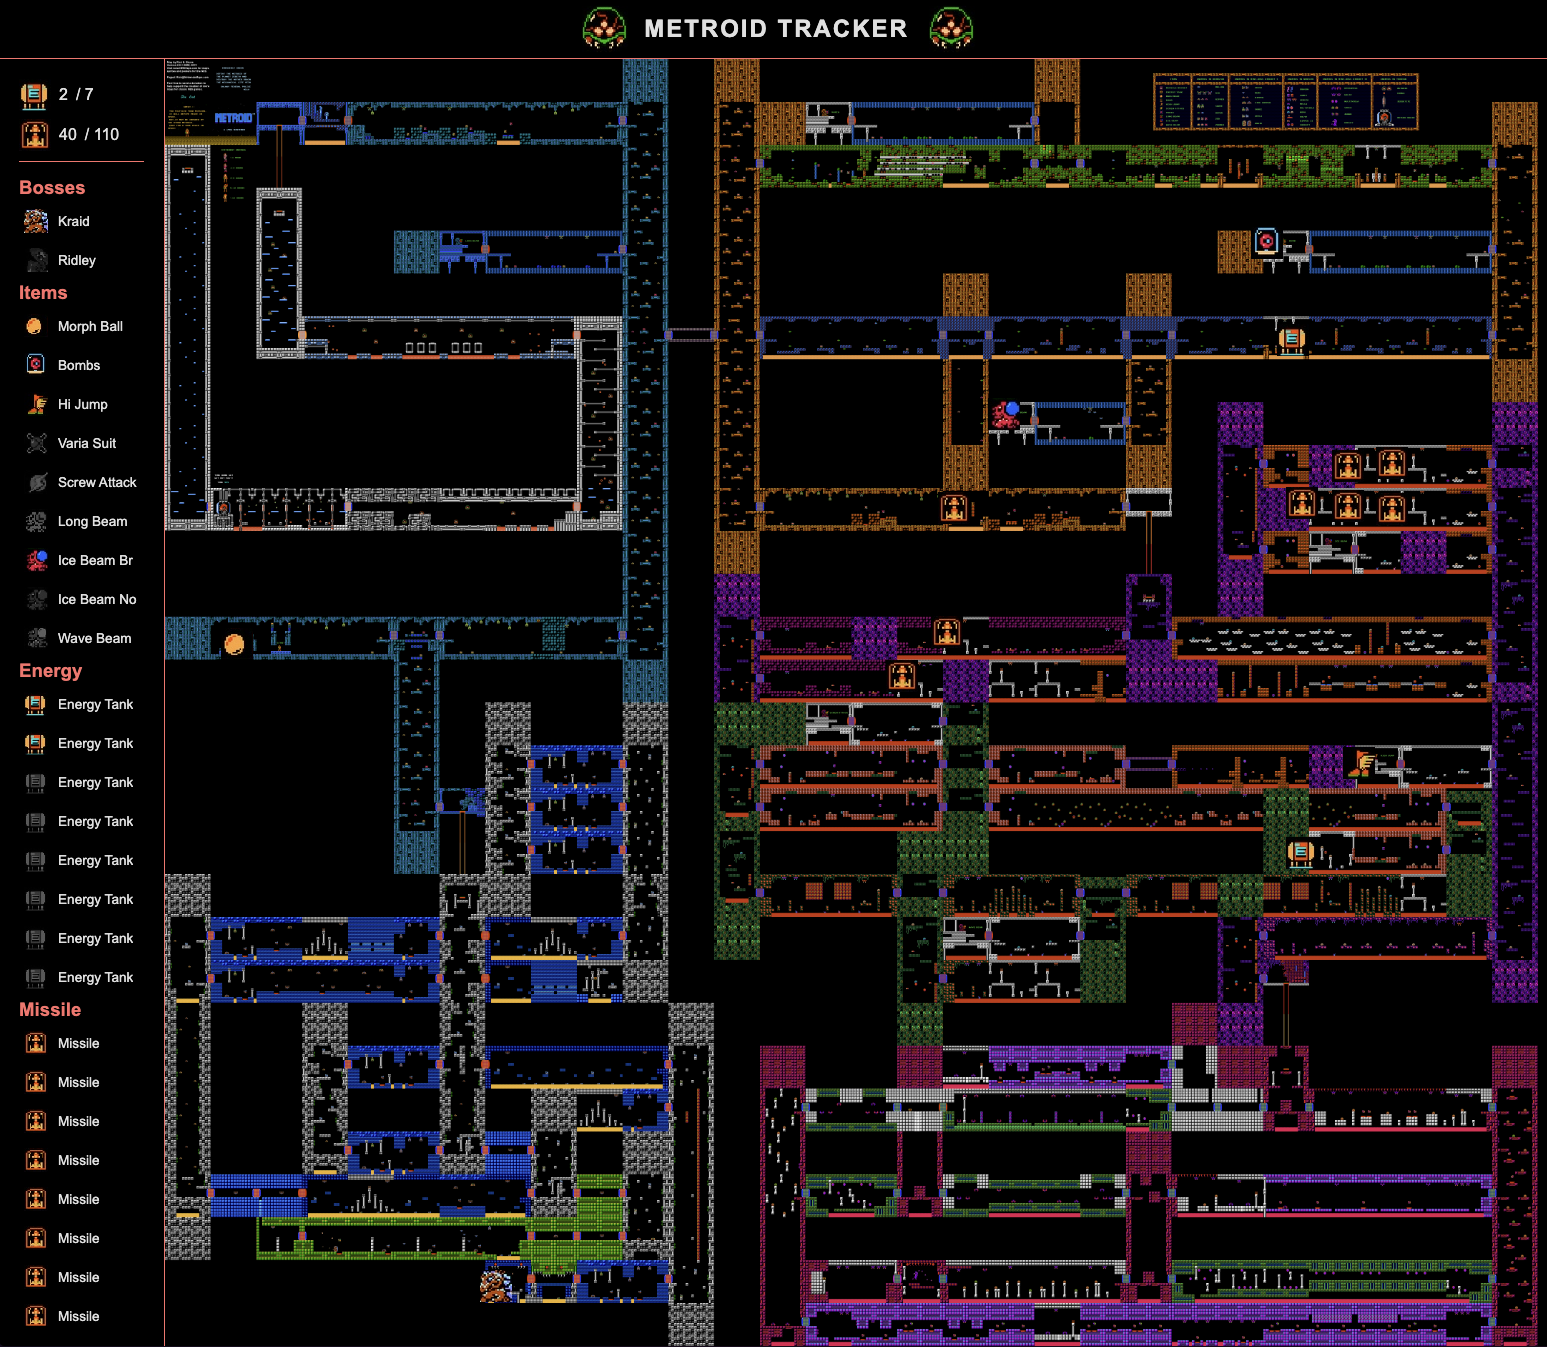 METROID TRACKER
2 / 7
40 / 110
Bosses
Kraid
Ridley
Items
Morph Ball
Bombs
Hi Jump
Varia Suit
Screw Attack
Long Beam
Ice Beam Br
Ice Beam No
Wave Beam
Energy
Energy Tank
Energy Tank
Energy Tank
Energy Tank
Energy Tank
Energy Tank
Energy Tank
Energy Tank
Missile
Missile
Missile
Missile
Missile
Missile
Missile
Missile
Missile
METROID